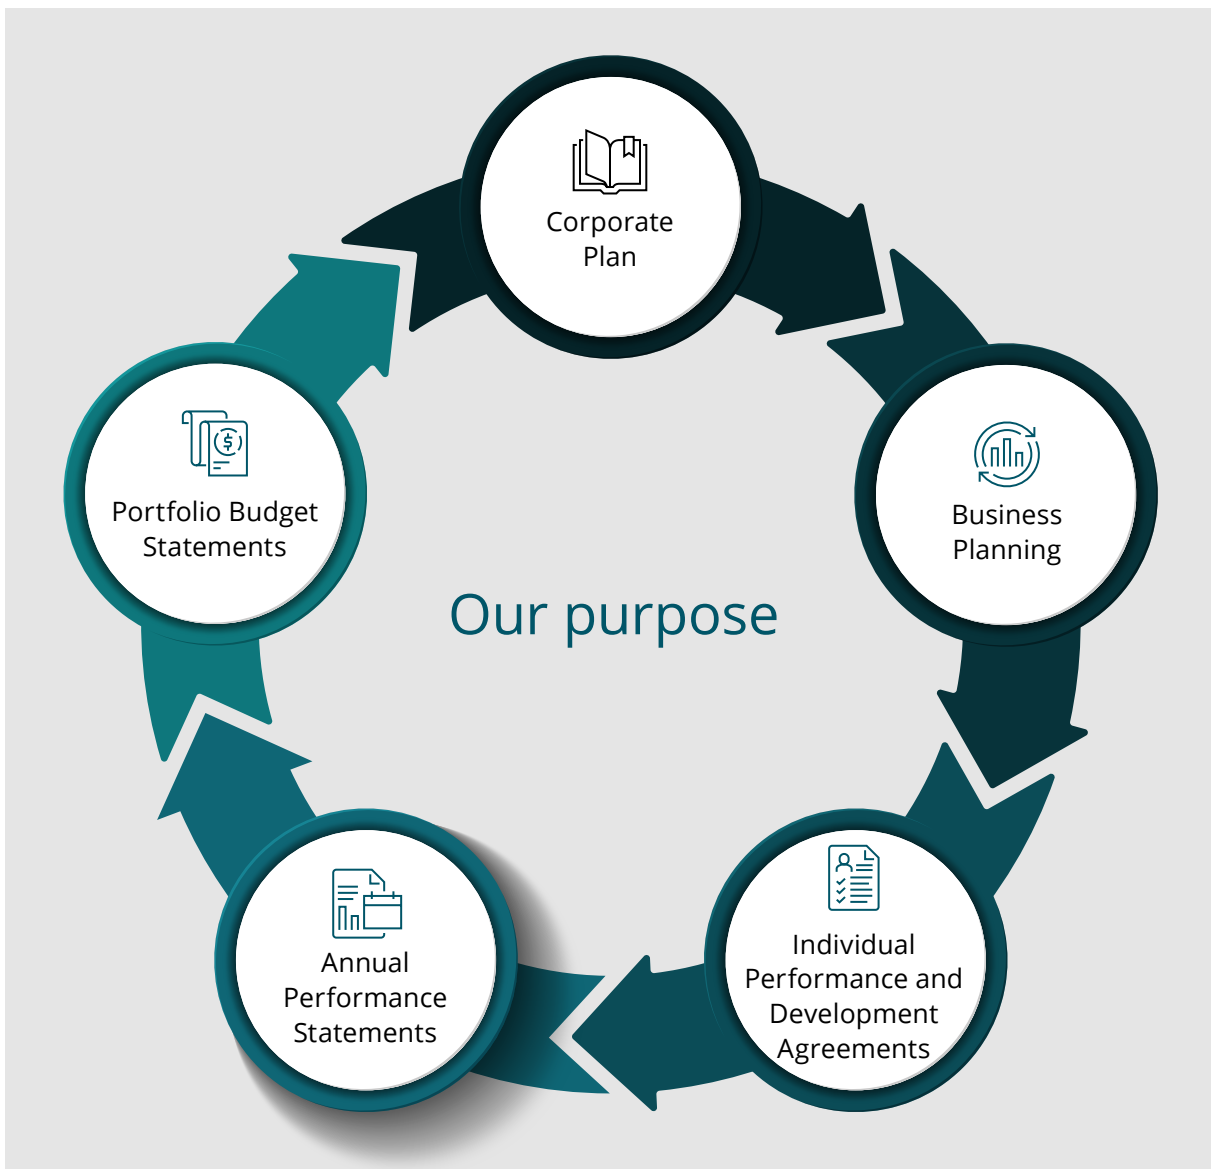 Corporate
Plan
Business
Planning
Individual
Performance and
Development
Agreements
Annual
Performance
Statements
Portfolio Budget
Statements
Our purpose